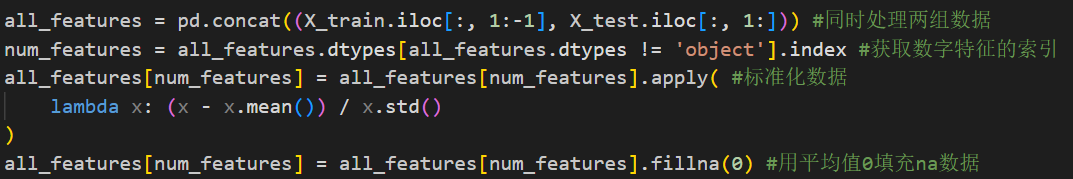 all_features = pd.concat((X_train.iloc[:, 1:-1], X_test.iloc[:, 1:])) #同时处理两组数据
num_features = all_features.dtypes[all_features.dtypes != 'object'].index #获取数字特征的索引
all_features[num_features] = all_features[num_features].apply( #标准化数据
    lambda x: (x - x.mean()) / x.std()
)
all_features[num_features] = all_features[num_features].fillna(0) #用平均值0填充na数据